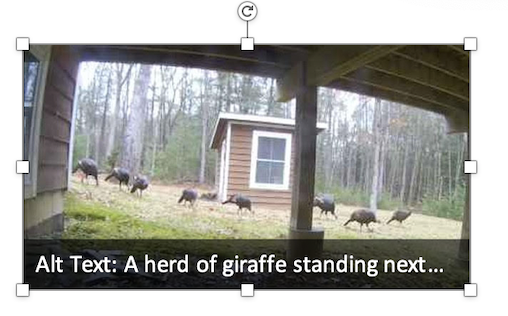 Alt Text: A herd of giraffe standing next...